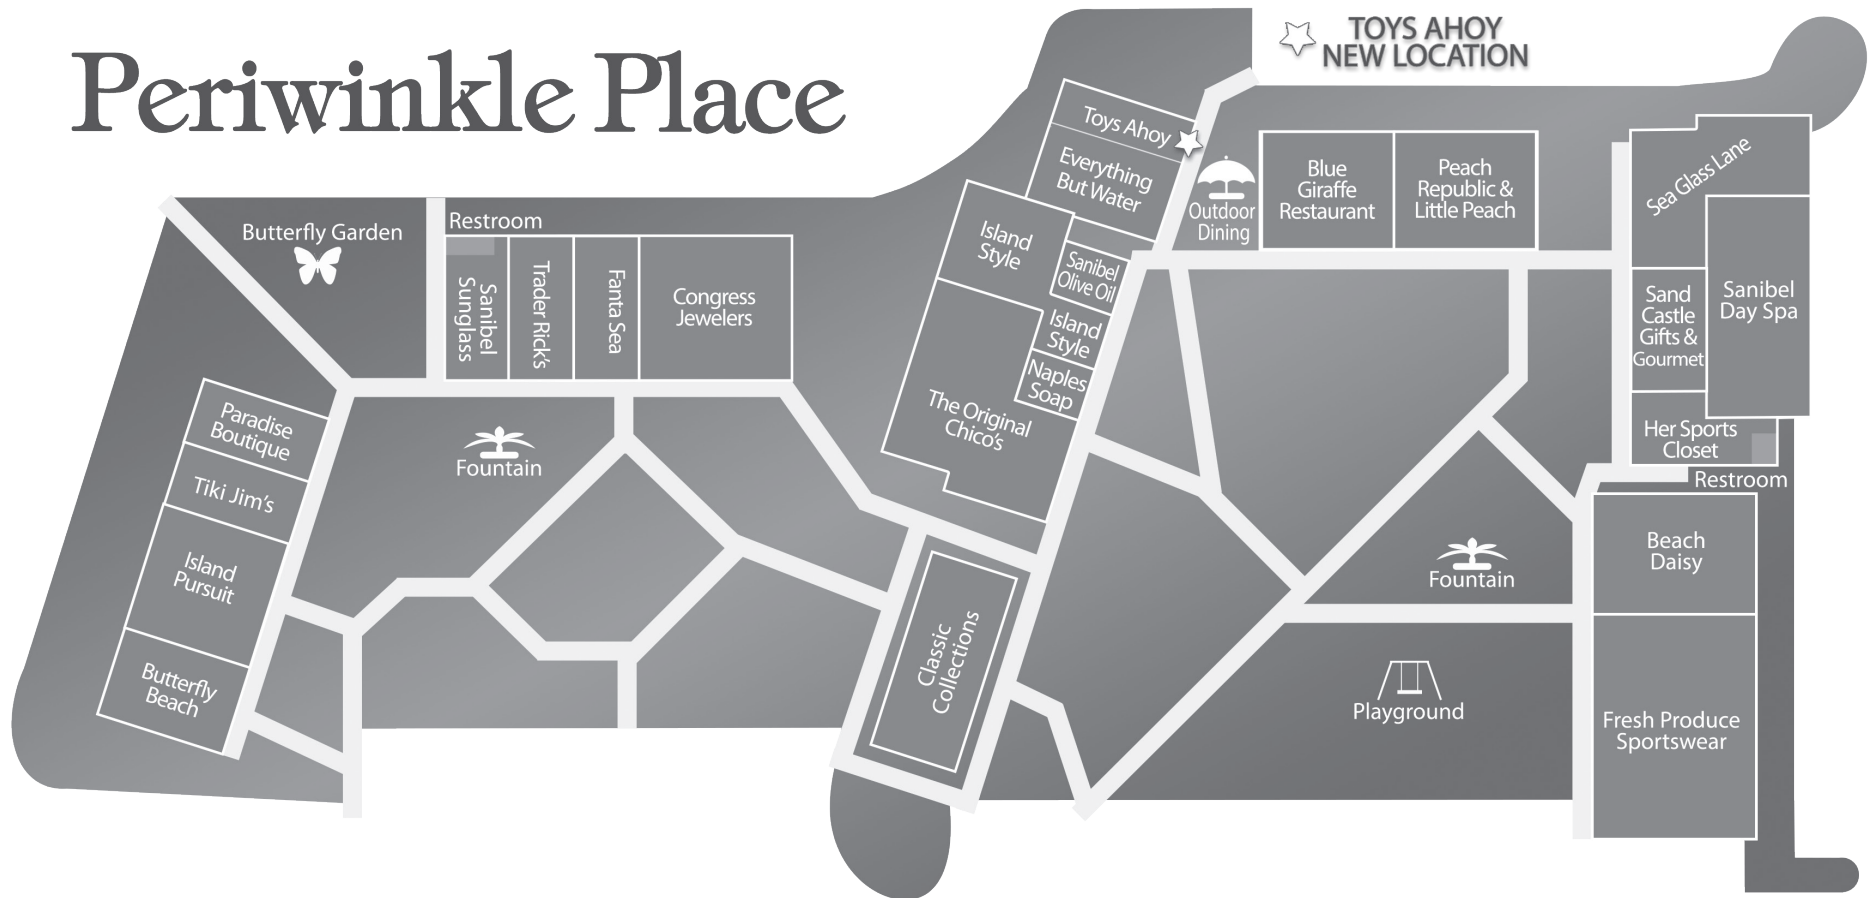 Periwinkle Place
TOYS AHOY
NEW LOCATION
Butterfly Garden
Restroom
Sanibel
Sunglass
Trader Rick's
Fanta Sea
Congress
Jewelers
Paradise
Boutique
Tiki Jim's
Island
Pursuit
Butterfly
Beach
Fountain
Toys Ahoy
Everything
But Water
Island
Style
Sanibel
Olive Oil
Island
Style
Naples
Soap
The Original
Chico's
Classic
Collections
Outdoor
Dining
Blue
Giraffe
Restaurant
Peach
Republic &
Little Peach
Sea Glass Lane
Sanibel
Day Spa
Sand
Castle
Gifts &
Gourmet
Her Sports
Closet
Restroom
Beach
Daisy
Fountain
Playground
Fresh Produce
Sportswear